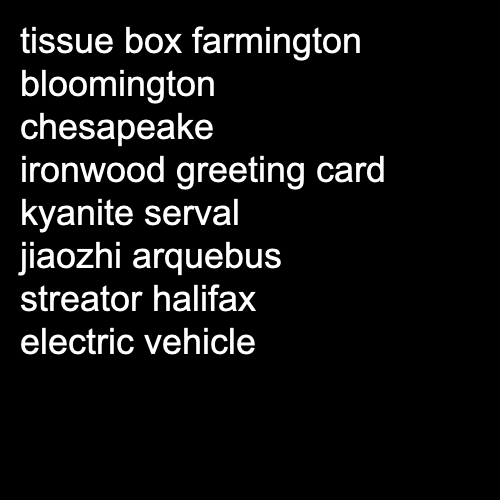 tissue box farmington
bloomington
chesapeake
ironwood greeting card
kyanite serval
jiaozhi arquebus
streator halifax
electric vehicle